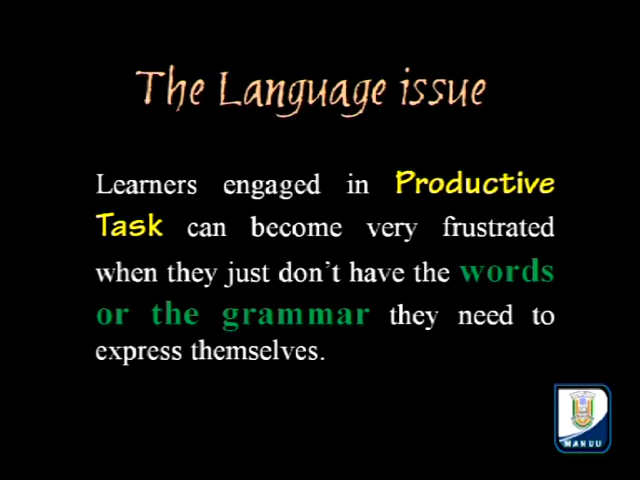 The Language issue
Learners engaged in Productive
Task can become very frustrated
when they just don't have the words
or the grammar they need to
express themselves.
MANUU